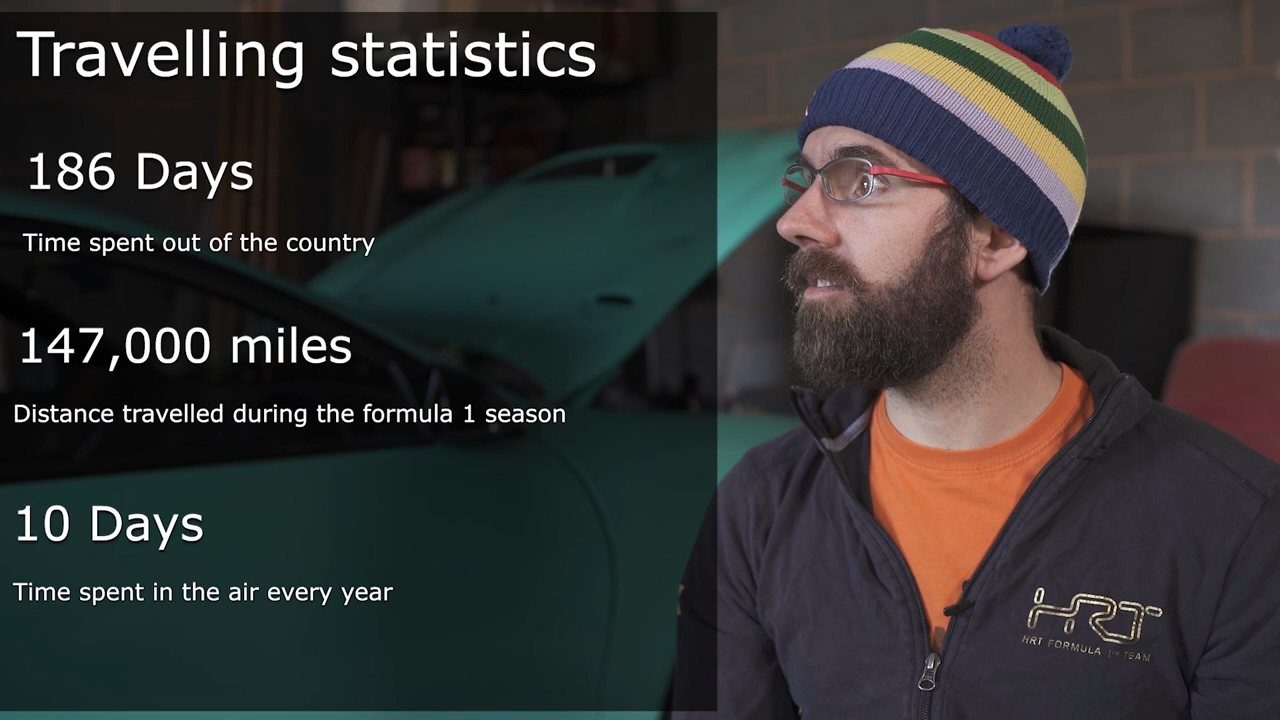 Travelling statistics
186 Days
Time spent out of the country
147,000 miles
Distance travelled during the formula 1 season
10 Days
Time spent in the air every year
HRT
HRT FORMULA 1™ TEAM